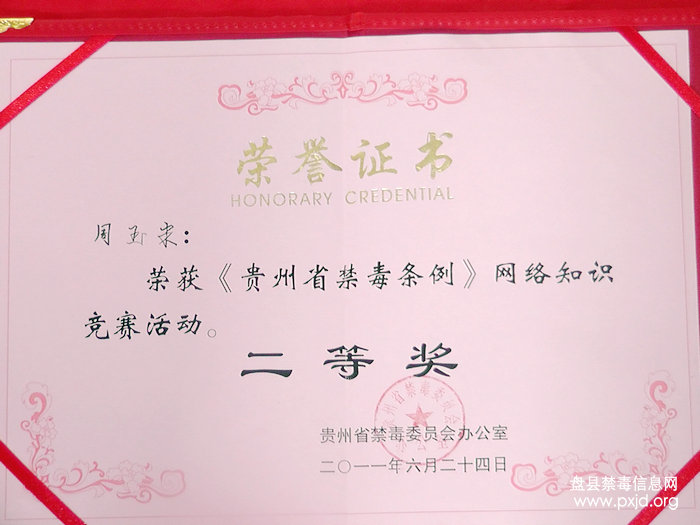 荣誉证书
HONORARY CREDENTIAL
周玉
荣获《贵州省禁毒条例》网络知识
竞赛活动。
二等奖
贵州省禁毒委员会办公室
二〇一一年六月二十四日
盘县禁毒信息网
www.pxjd.org